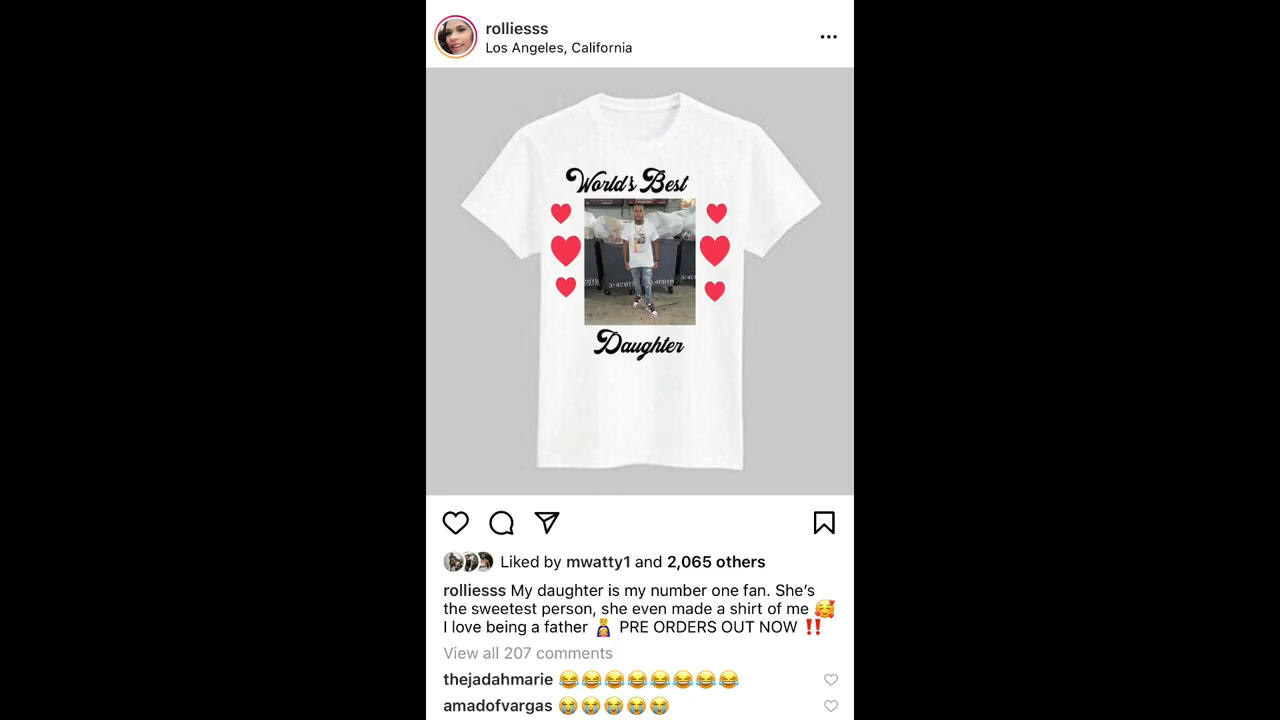 rolliesss
Los Angeles, California
World's Best
Daughter
Liked by mwatty1 and 2,065 others
rolliesss My daughter is my number one fan. She's
the sweetest person, she even made a shirt of me 🥰
I love being a father 👩‍👧 PRE ORDERS OUT NOW ‼️
View all 207 comments
thejadahmarie 😂😂😂😂😂😂😂😂
amadofvargas 😭😭😭😭😭